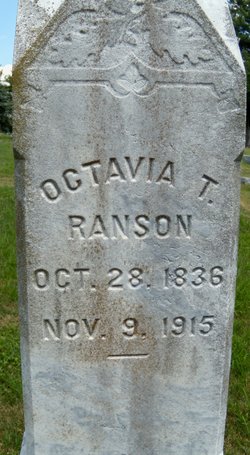 OCTAVIA T.
RANSON
OCT. 28. 1836
NOV. 9. 1915